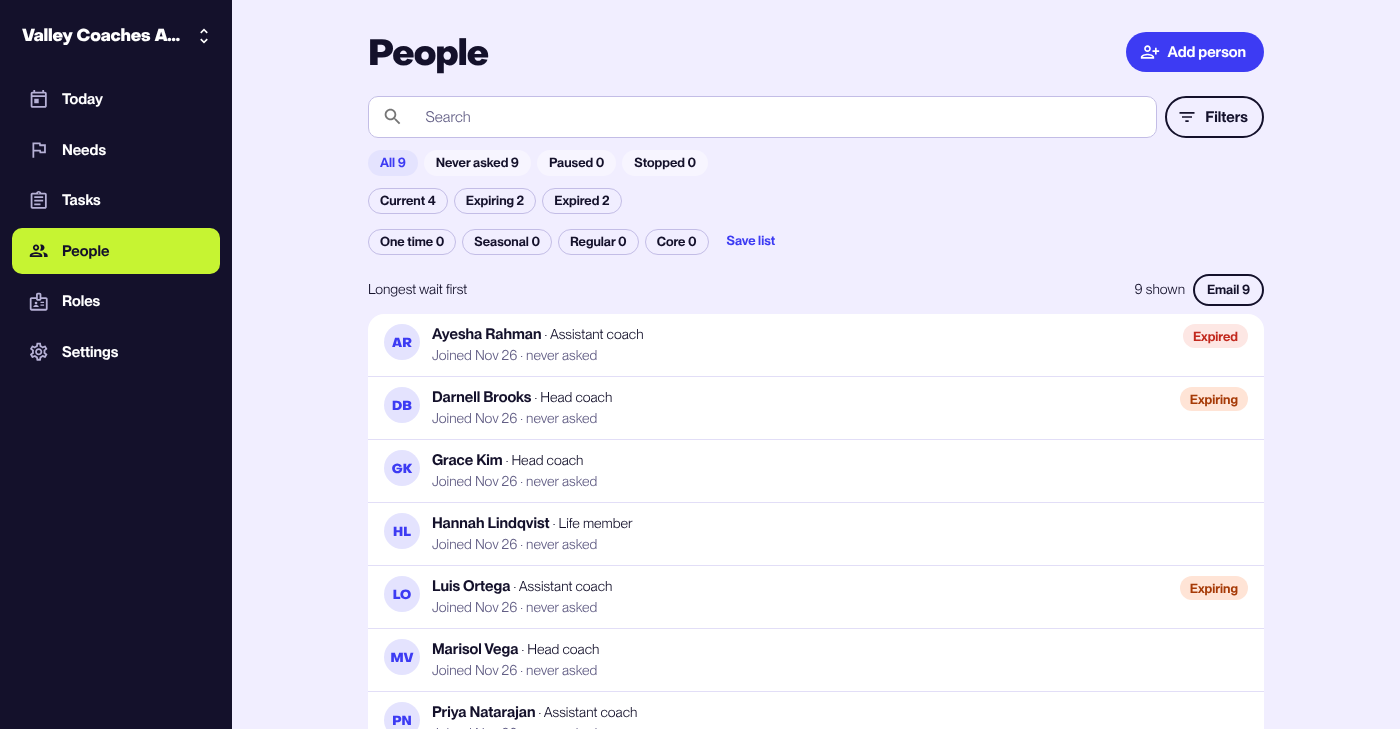 Valley Coaches A...
Today
Needs
Tasks
People
Roles
Settings
People
Add person
Search
Filters
All 9 Never asked 9 Paused 0 Stopped 0
Current 4 Expiring 2 Expired 2
One time 0 Seasonal 0 Regular 0 Core 0 Save list
Longest wait first 9 shown Email 9
AR Ayesha Rahman · Assistant coach Expired
Joined Nov 26 · never asked
DB Darnell Brooks · Head coach Expiring
Joined Nov 26 · never asked
GK Grace Kim · Head coach
Joined Nov 26 · never asked
HL Hannah Lindqvist · Life member
Joined Nov 26 · never asked
LO Luis Ortega · Assistant coach Expiring
Joined Nov 26 · never asked
MV Marisol Vega · Head coach
Joined Nov 26 · never asked
PN Priya Natarajan · Assistant coach